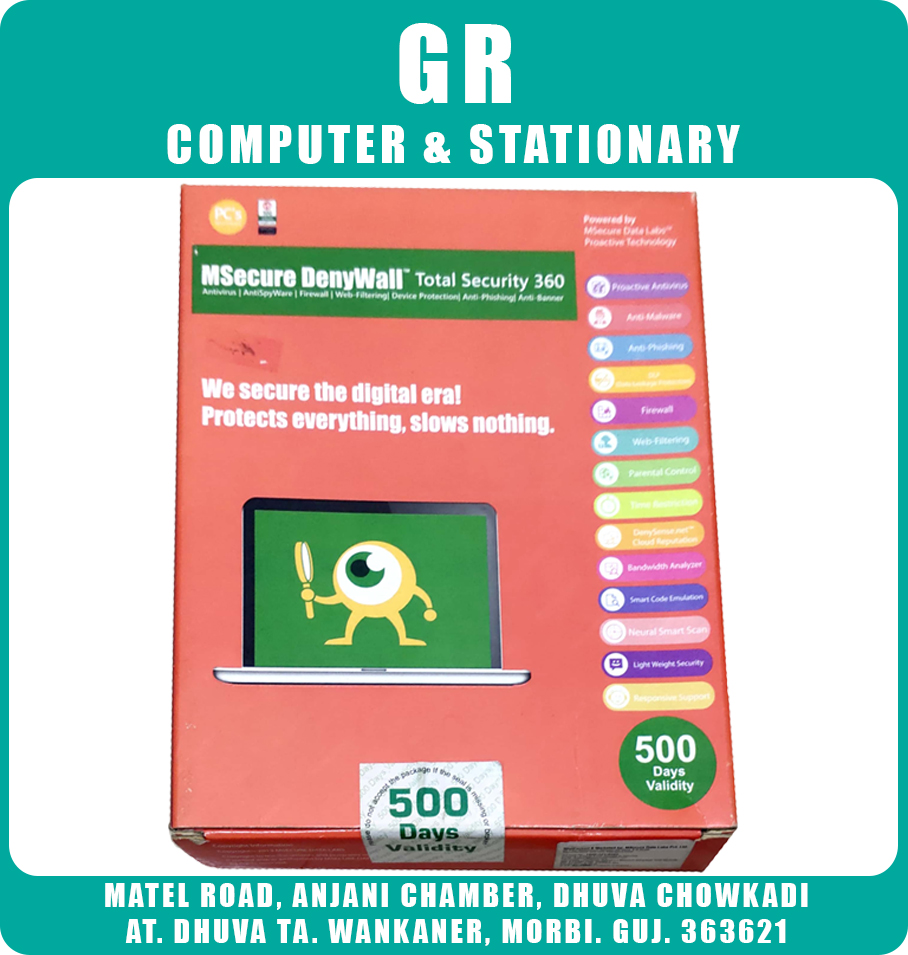 GR
COMPUTER & STATIONARY
PC's
Powered by
MSecure Data Labs™
Proactive Technology
MSecure DenyWall™ Total Security 360
Antivirus | AntiSpyWare | Firewall | Web-Filtering| Device Protection| Anti-Phishing| Anti-Banner
Proactive Antivirus
Anti-Malware
Anti-Phishing
Firewall
Web-Filtering
Parental Control
Time Restriction
DenySense.net™
Cloud Reputation
Bandwidth Analyzer
Smart Code Emulation
Neural Smart Scan
Light Weight Security
Responsive Support
We secure the digital era!
Protects everything, slows nothing.
500
Days
Validity
do not accept the package if the seal is missing or
500
Days
Validity
Copyright Information
MATEL ROAD, ANJANI CHAMBER, DHUVA CHOWKADI
AT. DHUVA TA. WANKANER, MORBI. GUJ. 363621